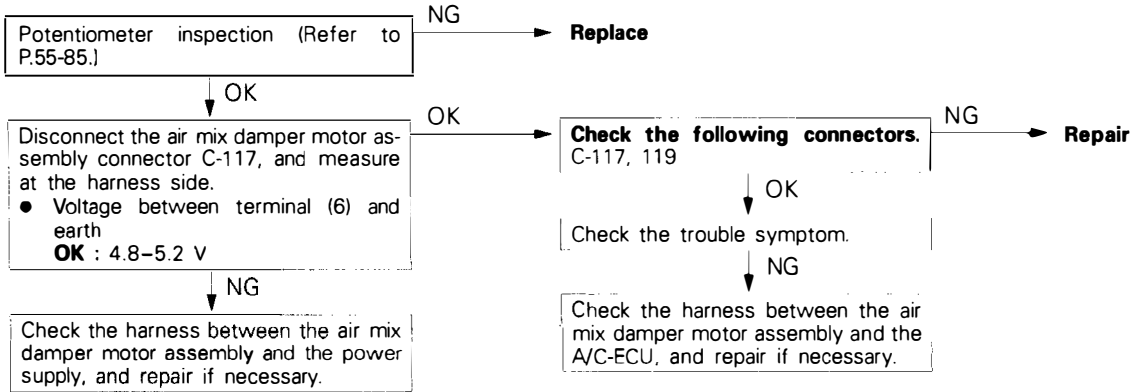 Potentiometer inspection (Refer to
P.55-85.)
NG
Replace
OK
Disconnect the air mix damper motor as-
sembly connector C-117, and measure
at the harness side.
● Voltage between terminal (6) and
earth
OK : 4.8–5.2 V
OK
Check the following connectors.
C-117, 119
NG
Repair
OK
Check the trouble symptom.
NG
Check the harness between the air
mix damper motor assembly and the
A/C-ECU, and repair if necessary.
NG
Check the harness between the air mix
damper motor assembly and the power
supply, and repair if necessary.